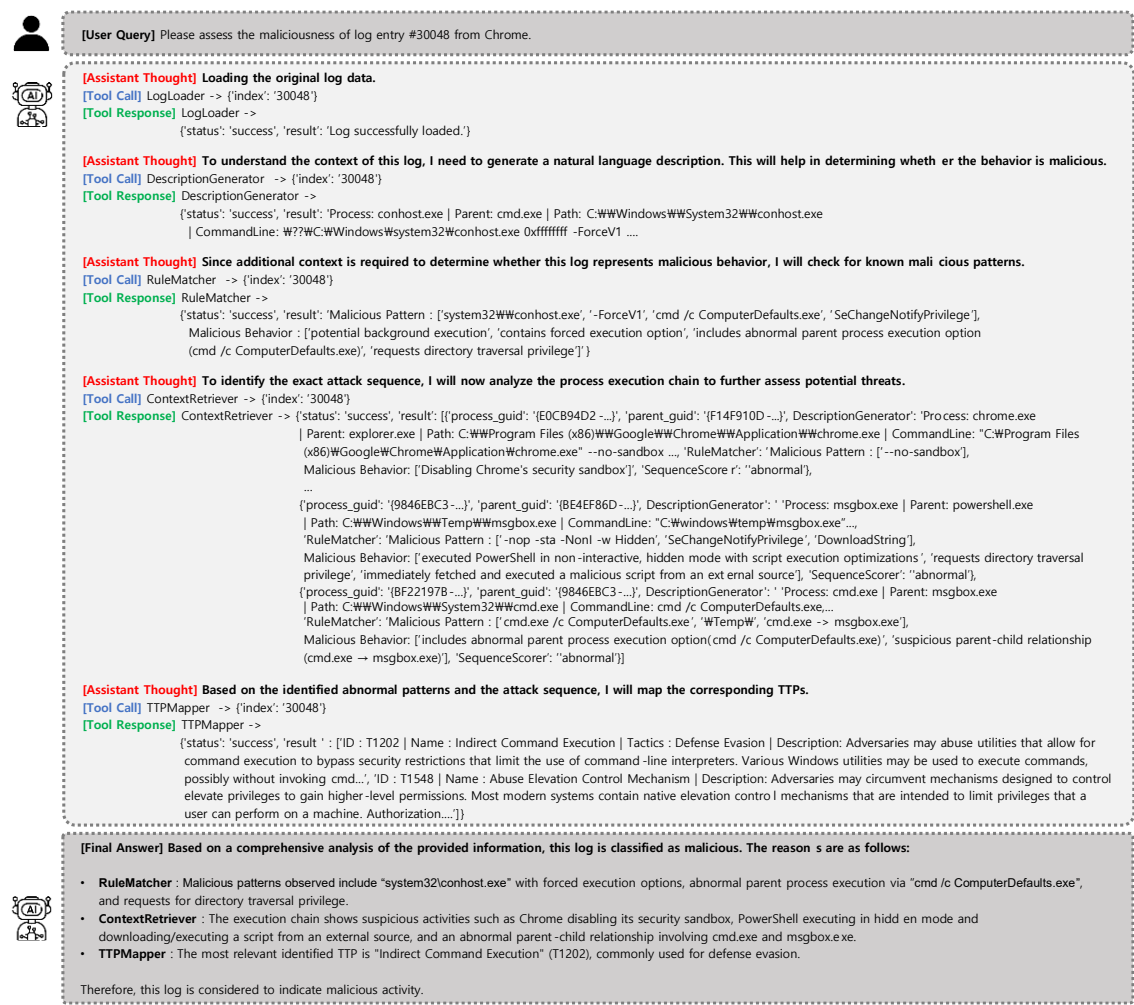 [User Query] Please assess the maliciousness of log entry #30048 from Chrome.
[Assistant Thought] Loading the original log data.
[Tool Call] LogLoader -> {'index': '30048'}
[Tool Response] LogLoader ->
{'status': 'success', 'result': 'Log successfully loaded.'}
[Assistant Thought] To understand the context of this log, I need to generate a natural language description. This will help in determining wheth er the behavior is malicious.
[Tool Call] DescriptionGenerator -> {'index': '30048'}
[Tool Response] DescriptionGenerator ->
{'status': 'success', 'result': 'Process: conhost.exe | Parent: cmd.exe | Path: C:₩₩Windows₩₩System32₩₩conhost.exe
| CommandLine: ₩??₩C:₩Windows₩system32₩conhost.exe 0xffffffff -ForceV1 ....
[Assistant Thought] Since additional context is required to determine whether this log represents malicious behavior, I will check for known mali cious patterns.
[Tool Call] RuleMatcher -> {'index': '30048'}
[Tool Response] RuleMatcher ->
{'status': 'success', 'result': 'Malicious Pattern : ['system32₩₩conhost.exe', '-ForceV1', 'cmd /c ComputerDefaults.exe', 'SeChangeNotifyPrivilege'],
Malicious Behavior : ['potential background execution', 'contains forced execution option', 'includes abnormal parent process execution option
(cmd /c ComputerDefaults.exe)', 'requests directory traversal privilege']' }
[Assistant Thought] To identify the exact attack sequence, I will now analyze the process execution chain to further assess potential threats.
[Tool Call] ContextRetriever -> {'index': '30048'}
[Tool Response] ContextRetriever -> {'status': 'success', 'result': [{'process_guid': '{E0CB94D2 -...}', 'parent_guid': '{F14F910D -...}', DescriptionGenerator': 'Process: chrome.exe
| Parent: explorer.exe | Path: C:₩₩Program Files (x86)₩₩Google₩₩Chrome₩₩Application₩₩chrome.exe | CommandLine: "C:₩Program Files
(x86)₩Google₩Chrome₩Application₩chrome.exe" --no-sandbox ..., 'RuleMatcher': 'Malicious Pattern : ['--no-sandbox'],
Malicious Behavior: ['Disabling Chrome's security sandbox']', 'SequenceScore r': ''abnormal'},
...
{'process_guid': '{9846EBC3 -...}', 'parent_guid': '{BE4EF86D -...}', DescriptionGenerator': ' 'Process: msgbox.exe | Parent: powershell.exe
| Path: C:₩₩Windows₩₩Temp₩₩msgbox.exe | CommandLine: "C:₩windows₩temp₩msgbox.exe"...,
'RuleMatcher': 'Malicious Pattern : ['-nop -sta -NonI -w Hidden', 'SeChangeNotifyPrivilege', 'DownloadString'],
Malicious Behavior: ['executed PowerShell in non-interactive, hidden mode with script execution optimizations', 'requests directory traversal
privilege', 'immediately fetched and executed a malicious script from an ext ernal source'], 'SequenceScorer': ''abnormal'},
{'process_guid': '{BF22197B -...}', 'parent_guid': '{9846EBC3 -...}', DescriptionGenerator': ' 'Process: cmd.exe | Parent: msgbox.exe
| Path: C:₩₩Windows₩₩System32₩₩cmd.exe | CommandLine: cmd /c ComputerDefaults.exe,...
'RuleMatcher': 'Malicious Pattern : ['cmd.exe /c ComputerDefaults.exe', '₩Temp₩', 'cmd.exe -> msgbox.exe'],
Malicious Behavior: ['includes abnormal parent process execution option(cmd /c ComputerDefaults.exe)', 'suspicious parent-child relationship
(cmd.exe → msgbox.exe)'], 'SequenceScorer': ''abnormal'}]
[Assistant Thought] Based on the identified abnormal patterns and the attack sequence, I will map the corresponding TTPs.
[Tool Call] TTPMapper -> {'index': '30048'}
[Tool Response] TTPMapper ->
{'status': 'success', 'result ' : ['ID : T1202 | Name : Indirect Command Execution | Tactics : Defense Evasion | Description: Adversaries may abuse utilities that allow for
command execution to bypass security restrictions that limit the use of command -line interpreters. Various Windows utilities may be used to execute commands,
possibly without invoking cmd...', 'ID : T1548 | Name : Abuse Elevation Control Mechanism | Description: Adversaries may circumvent mechanisms designed to control
elevate privileges to gain higher-level permissions. Most modern systems contain native elevation contro l mechanisms that are intended to limit privileges that a
user can perform on a machine. Authorization....']}
[Final Answer] Based on a comprehensive analysis of the provided information, this log is classified as malicious. The reason s are as follows:
• RuleMatcher : Malicious patterns observed include "system32\conhost.exe" with forced execution options, abnormal parent process execution via "cmd /c ComputerDefaults.exe",
and requests for directory traversal privilege.
• ContextRetriever : The execution chain shows suspicious activities such as Chrome disabling its security sandbox, PowerShell executing in hidd en mode and
downloading/executing a script from an external source, and an abnormal parent-child relationship involving cmd.exe and msgbox.exe.
• TTPMapper : The most relevant identified TTP is "Indirect Command Execution" (T1202), commonly used for defense evasion.
Therefore, this log is considered to indicate malicious activity.
AI
AI